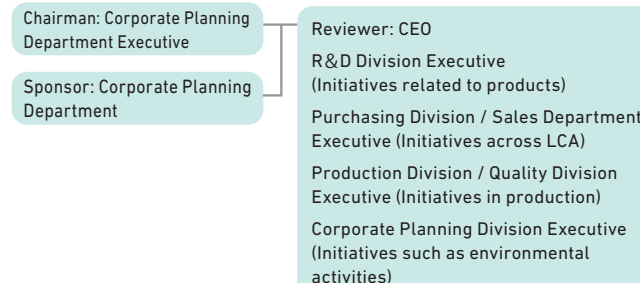 Chairman: Corporate Planning
Department Executive
Sponsor: Corporate Planning
Department
Reviewer: CEO
R&D Division Executive
(Initiatives related to products)
Purchasing Division / Sales Department
Executive (Initiatives across LCA)
Production Division / Quality Division
Executive (Initiatives in production)
Corporate Planning Division Executive
(Initiatives such as environmental
activities)